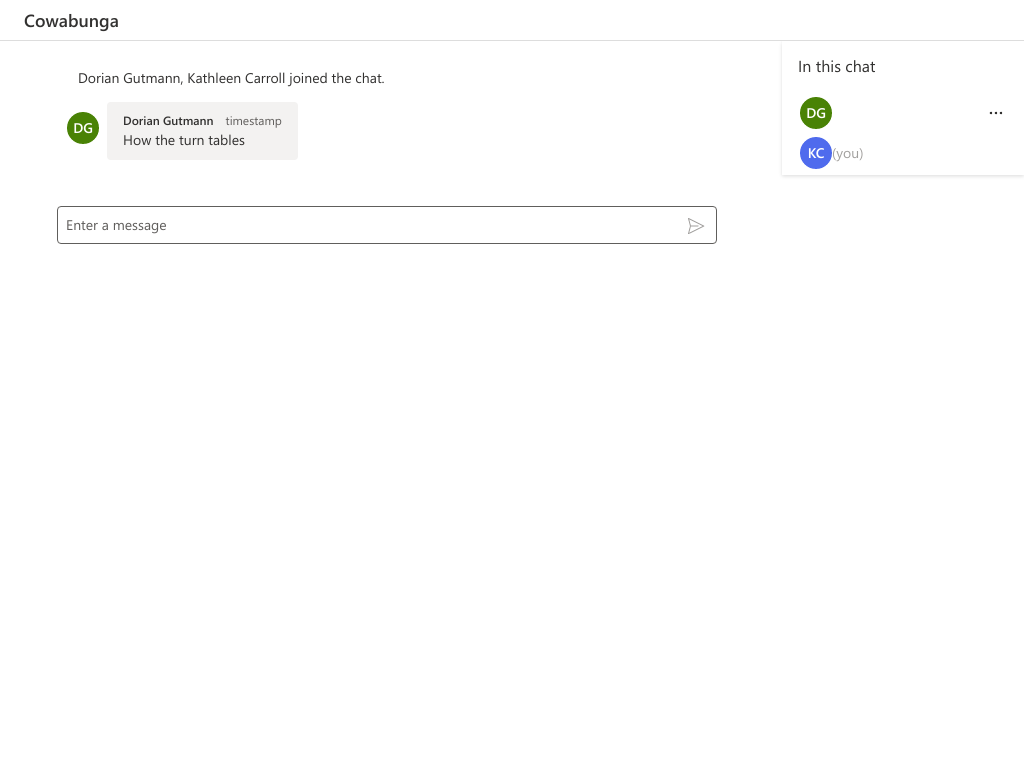 Cowabunga
Dorian Gutmann, Kathleen Carroll joined the chat.
DG
Dorian Gutmann timestamp
How the turn tables
Enter a message
In this chat
DG
KC (you)